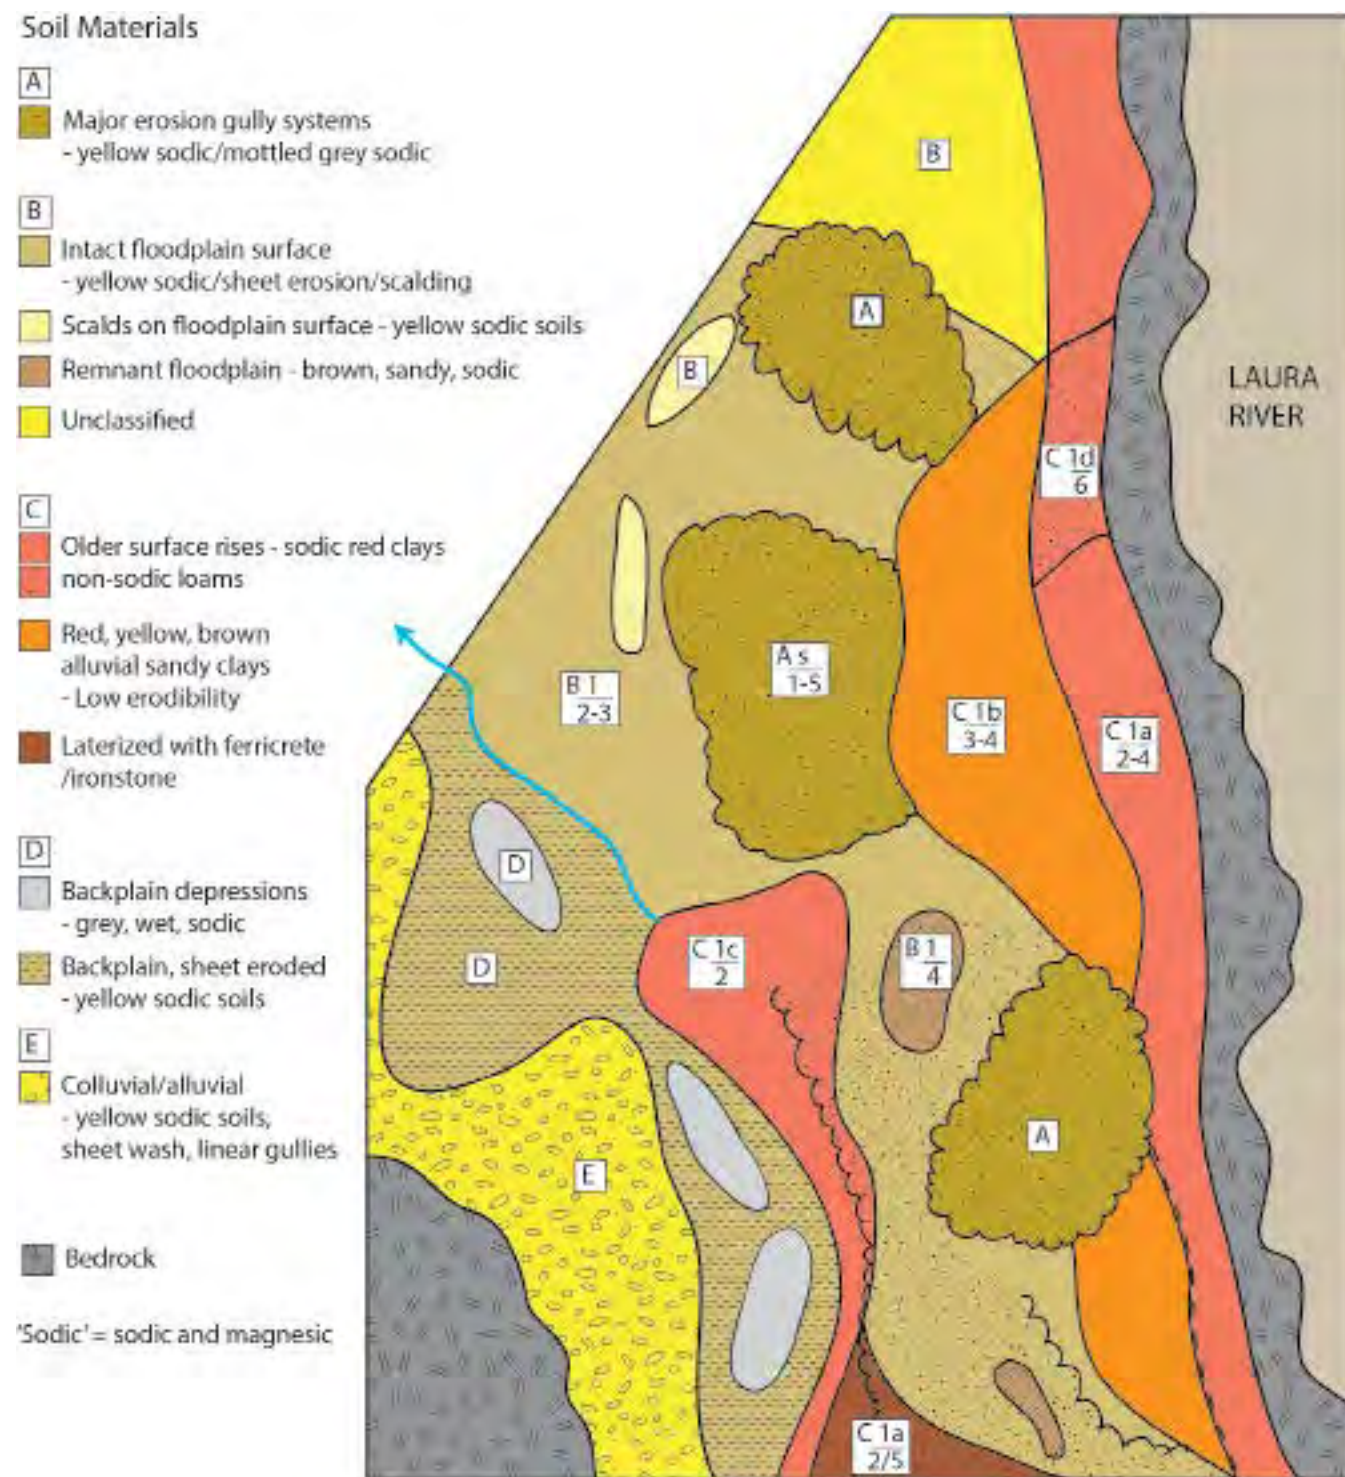 Soil Materials
A
Major erosion gully systems
- yellow sodic/mottled grey sodic
B
Intact floodplain surface
- yellow sodic/sheet erosion/scalding
Scalds on floodplain surface - yellow sodic soils
Remnant floodplain - brown, sandy, sodic
Unclassified
C
Older surface rises - sodic red clays
non-sodic loams
Red, yellow, brown
alluvial sandy clays
- Low erodibility
Laterized with ferricrete
/ironstone
D
Backplain depressions
- grey, wet, sodic
Backplain, sheet eroded
- yellow sodic soils
E
Colluvial/alluvial
- yellow sodic soils,
sheet wash, linear gullies
Bedrock
'Sodic' = sodic and magnesic
B
A
B
LAURA
RIVER
C 1d
6
A s
1-5
B 1
2-3
C 1b
3-4
C 1a
2-4
D
D
C 1c
2
B 1
4
A
E
C 1a
2/5